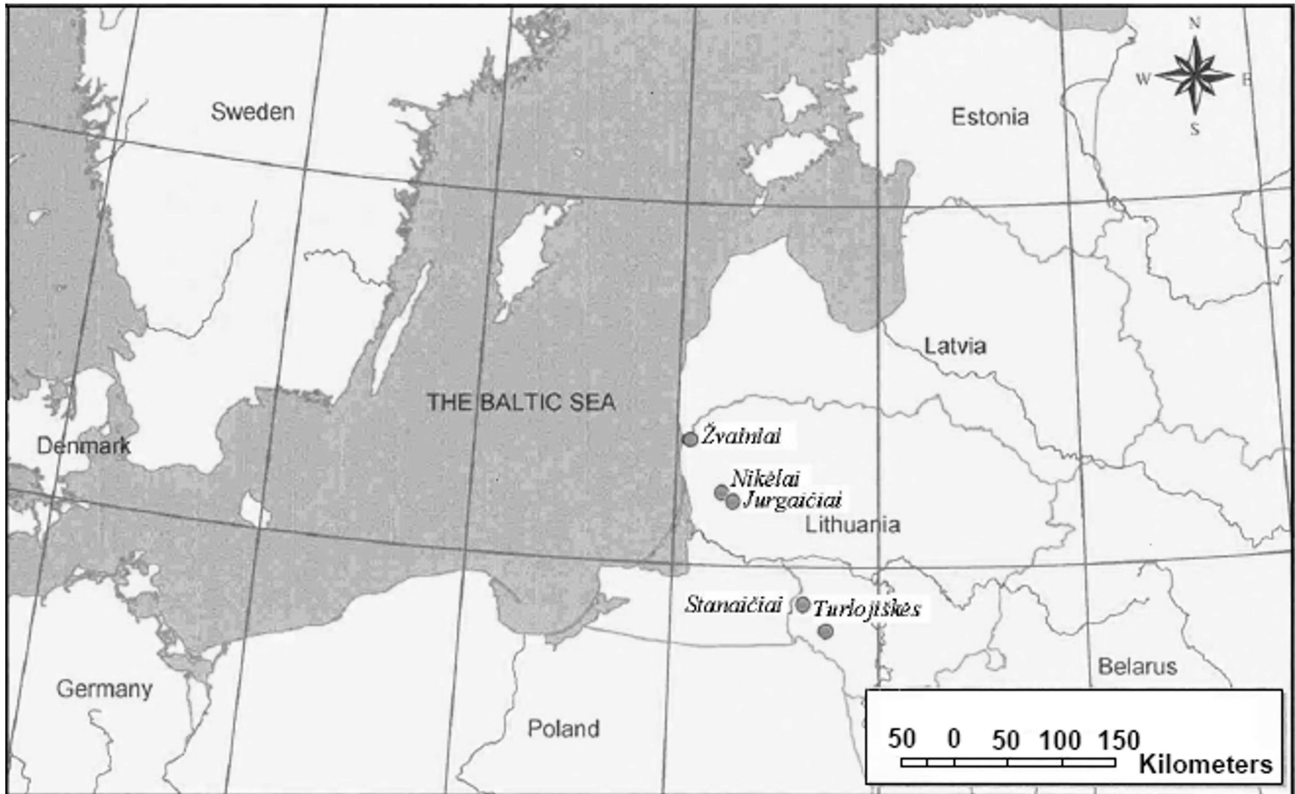 N
W E
S
Sweden
Estonia
Latvia
THE BALTIC SEA
Denmark
Žvainiai
Nikėlai
Jurgaičiai
Lithuania
Stanaičiai
Turlojiškės
Belarus
Germany
Poland
50 0 50 100 150
Kilometers